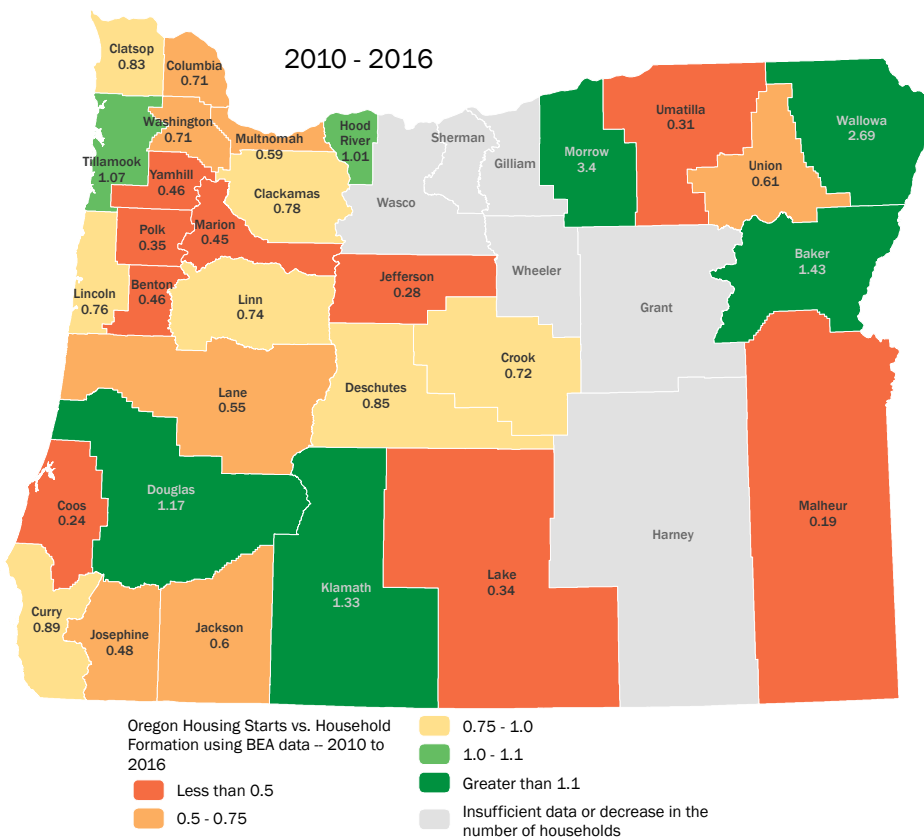 2010 - 2016
Clatsop
0.83
Columbia
0.71
Washington
0.71
Multnomah
0.59
Hood
River
1.01
Sherman
Gilliam
Morrow
3.4
Umatilla
0.31
Wallowa
2.69
Union
0.61
Tillamook
1.07
Yamhill
0.46
Clackamas
0.78
Wasco
Polk
0.35
Marion
0.45
Baker
1.43
Lincoln
0.76
Benton
0.46
Linn
0.74
Jefferson
0.28
Wheeler
Grant
Crook
0.72
Deschutes
0.85
Lane
0.55
Douglas
1.17
Coos
0.24
Malheur
0.19
Harney
Klamath
1.33
Lake
0.34
Curry
0.89
Josephine
0.48
Jackson
0.6
Oregon Housing Starts vs. Household
Formation using BEA data -- 2010 to
2016
Less than 0.5
0.5 - 0.75
0.75 - 1.0
1.0 - 1.1
Greater than 1.1
Insufficient data or decrease in the
number of households